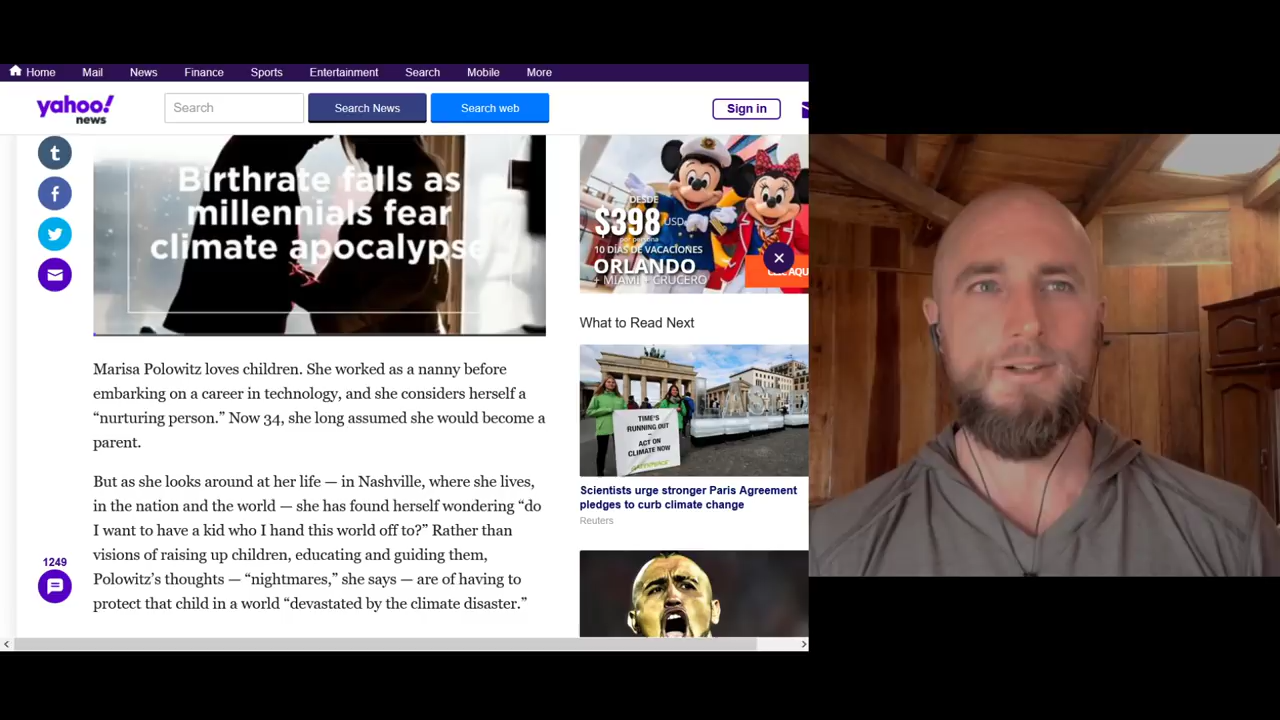 Home Mail News Finance Sports Entertainment Search Mobile More
yahoo!
news
Search
Search News
Search web
Sign in
t
f
Birthrate falls as
millennials fear
climate apocalypse
1249
Marisa Polowitz loves children. She worked as a nanny before
embarking on a career in technology, and she considers herself a
“nurturing person.” Now 34, she long assumed she would become a
parent.
But as she looks around at her life — in Nashville, where she lives,
in the nation and the world — she has found herself wondering “do
I want to have a kid who I hand this world off to?” Rather than
visions of raising up children, educating and guiding them,
Polowitz’s thoughts — “nightmares,” she says — are of having to
protect that child in a world “devastated by the climate disaster.”
DESDE
$398 USD
por persona
10 DÍAS DE VACACIONES
ORLANDO
+ MIAMI + CRUCERO
What to Read Next
TIME'S
RUNNING OUT
–
ACT ON
CLIMATE NOW
GREENPEACE
Scientists urge stronger Paris Agreement
pledges to curb climate change
Reuters